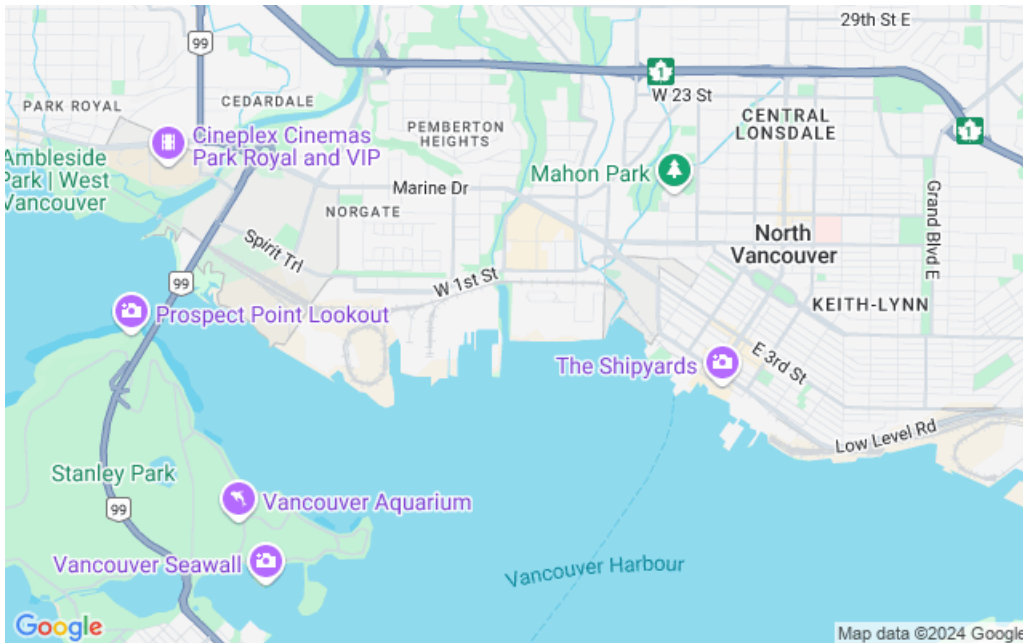 29th St E
99
1
W 23 St
PARK ROYAL
CEDARDALE
CENTRAL
LONSDALE
1
PEMBERTON
HEIGHTS
Cineplex Cinemas
Park Royal and VIP
Ambleside
Park | West
Vancouver
Mahon Park
Marine Dr
NORGATE
Grand Blvd E
North
Vancouver
Spirit Trl
W 1st St
99
KEITH-LYNN
Prospect Point Lookout
E 3rd St
The Shipyards
Low Level Rd
Stanley Park
99
Vancouver Aquarium
Vancouver Seawall
Vancouver Harbour
Google
Map data ©2024 Google